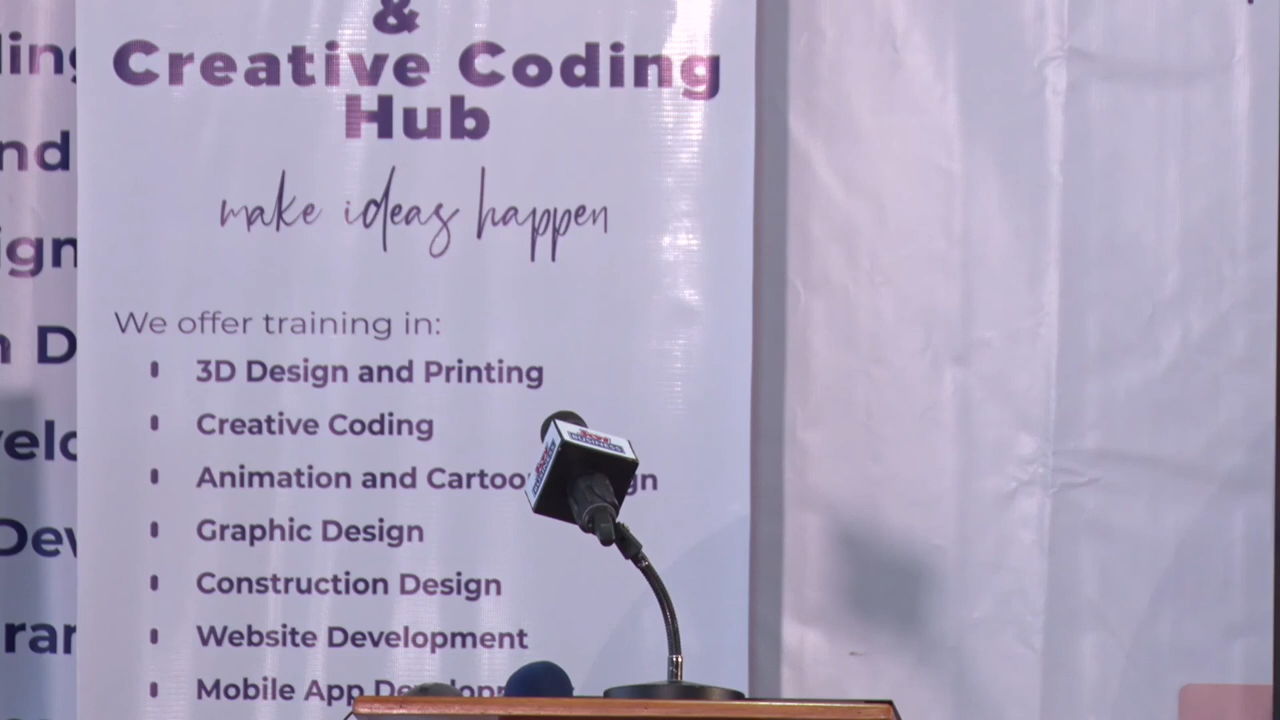 &
Creative Coding
Hub
make ideas happen
We offer training in:
3D Design and Printing
Creative Coding
Animation and
Graphic Design
Construction Design
Website Development
Mobile App
BUSINESS